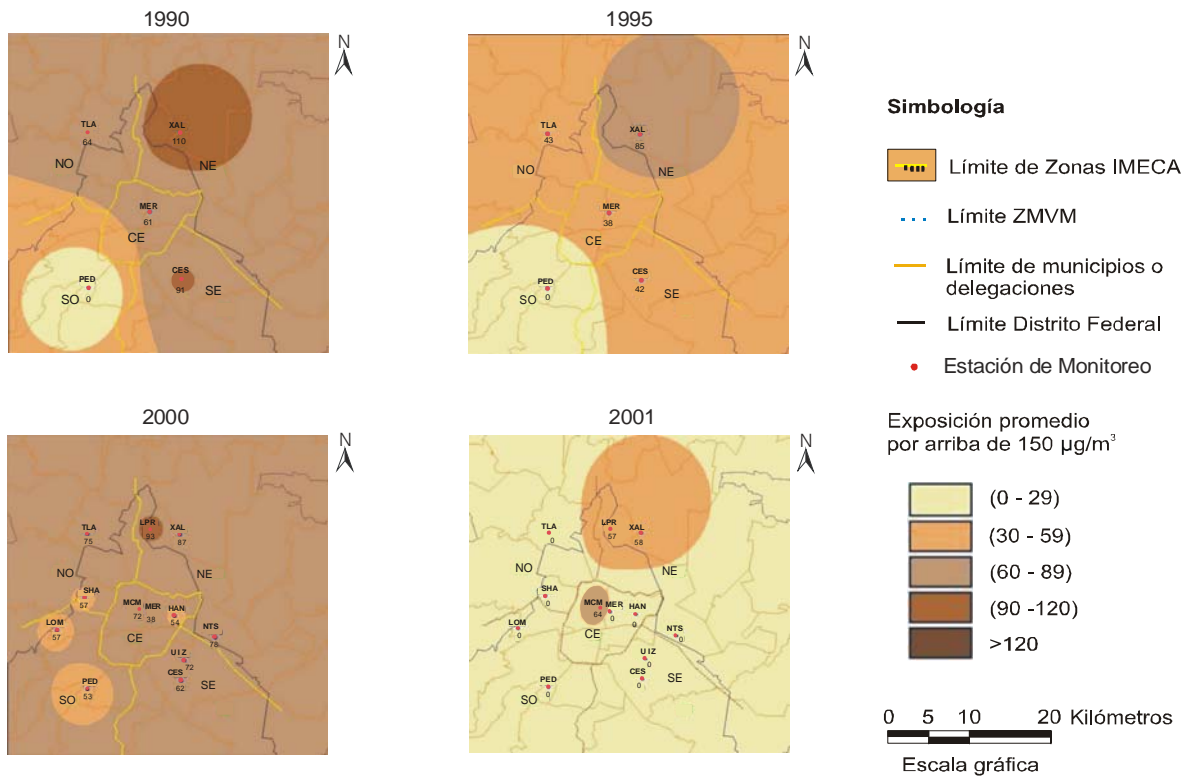 1990
N
TLA
64
XAL
110
NO
NE
MER
61
CE
PED
0
SO
CES
91
SE
1995
N
TLA
43
XAL
85
NO
NE
MER
38
CE
PED
0
SO
CES
42
SE
2000
N
LPR
93
TLA
75
XAL
87
NO
NE
SHA
57
MCM
72
MER
38
HAN
54
LOM
57
CE
NTS
78
UIZ
72
CES
62
SE
PED
53
SO
2001
N
TLA
0
LPR
57
XAL
58
NO
NE
SHA
0
MCM
64
MER
0
HAN
0
LOM
0
CE
NTS
0
UIZ
0
CES
0
SE
PED
0
SO
Simbología
Límite de Zonas IMECA
Límite ZMVM
Límite de municipios o
delegaciones
Límite Distrito Federal
Estación de Monitoreo
Exposición promedio
por arriba de 150 µg/m³
(0 - 29)
(30 - 59)
(60 - 89)
(90 -120)
>120
0 5 10 20 Kilómetros
Escala gráfica